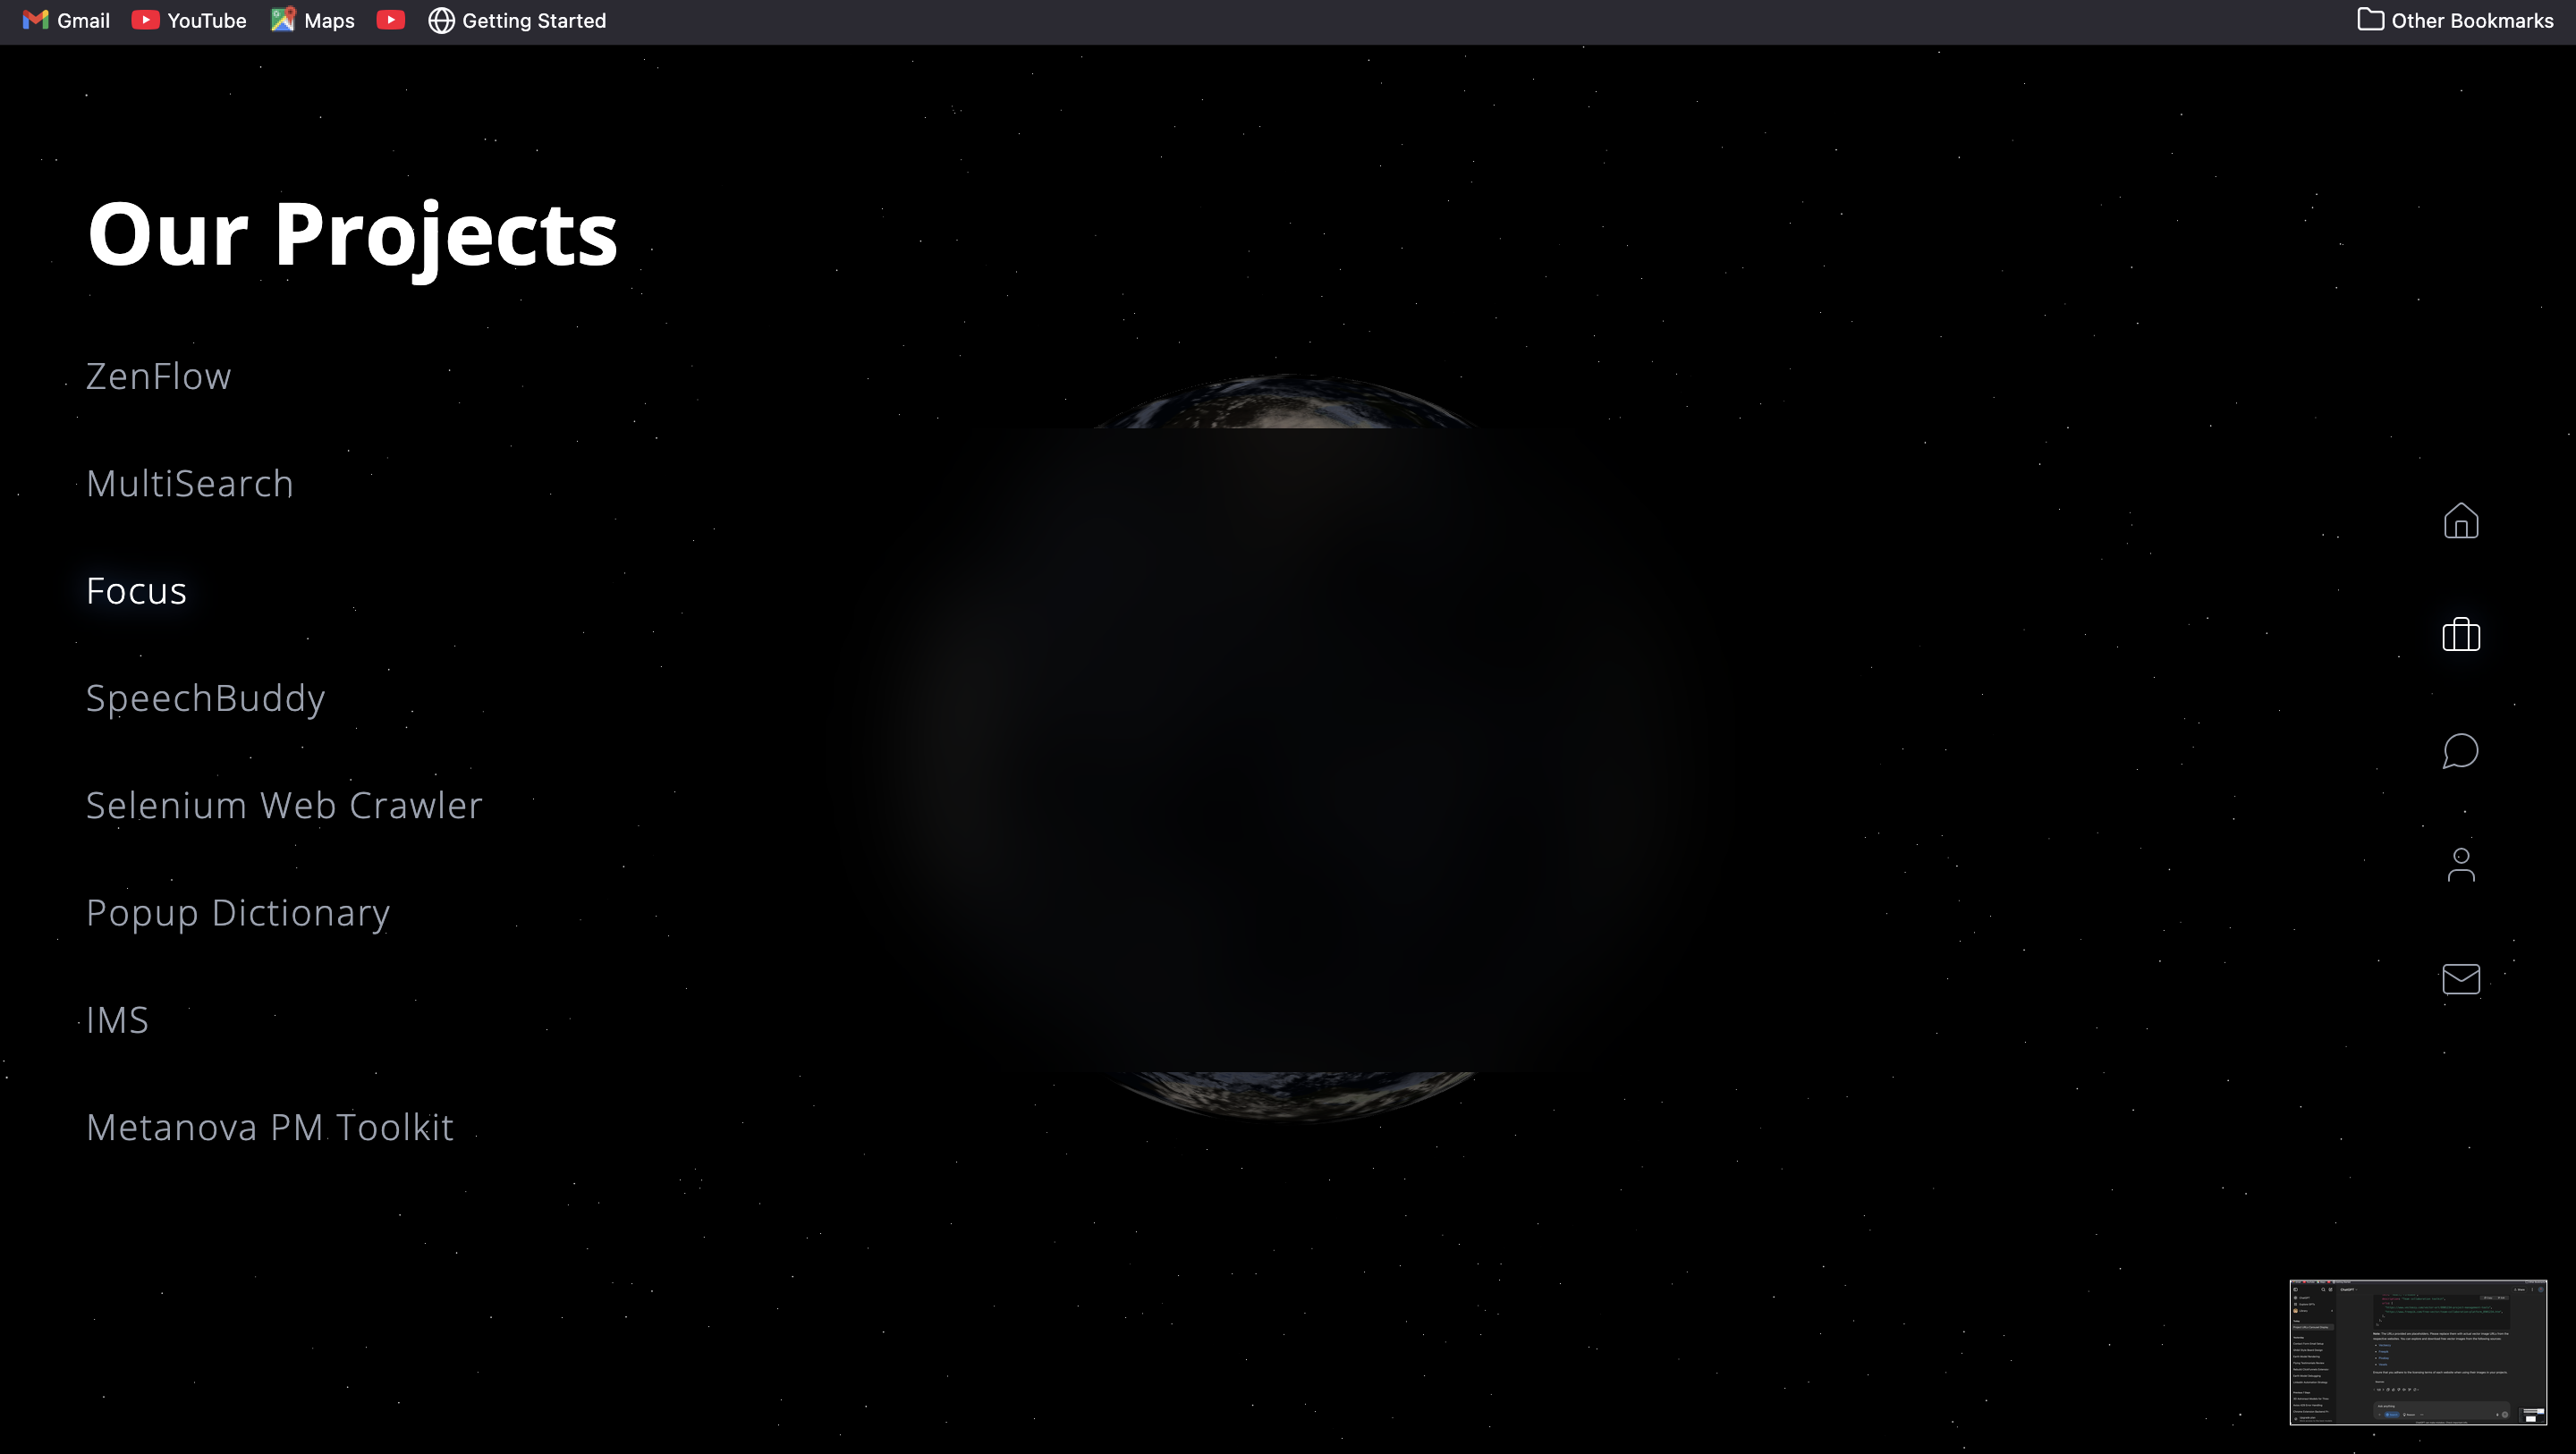 Gmail YouTube Maps Getting Started Other Bookmarks
Our Projects
ZenFlow
MultiSearch
Focus
SpeechBuddy
Selenium Web Crawler
Popup Dictionary
IMS
Metanova PM Toolkit